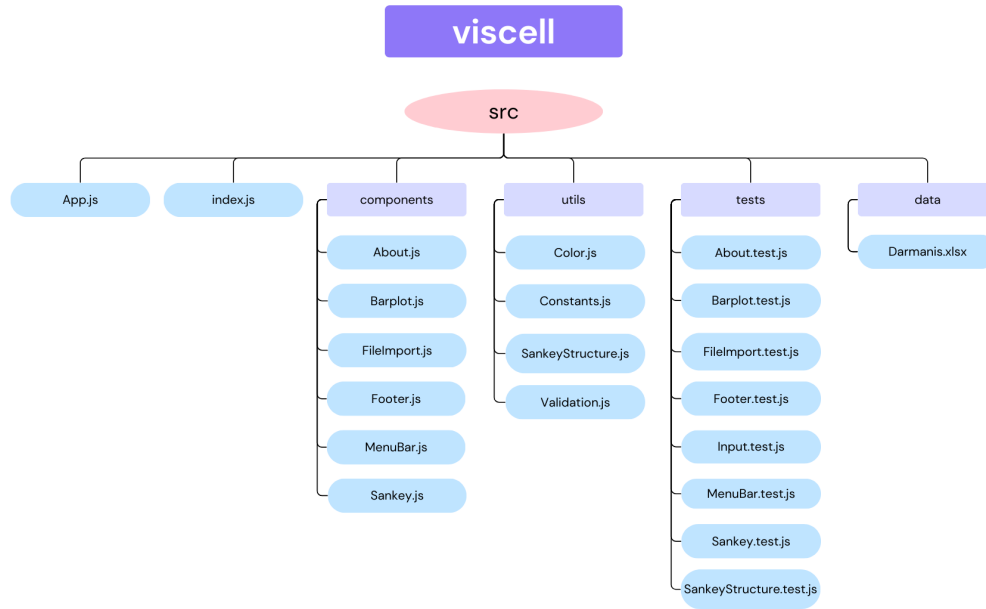 viscell
src
App.js
index.js
components
utils
tests
data
About.js
Color.js
About.test.js
Darmanis.xlsx
Barplot.js
Constants.js
Barplot.test.js
FileImport.js
SankeyStructure.js
FileImport.test.js
Footer.js
Validation.js
Footer.test.js
MenuBar.js
Input.test.js
Sankey.js
MenuBar.test.js
Sankey.test.js
SankeyStructure.test.js